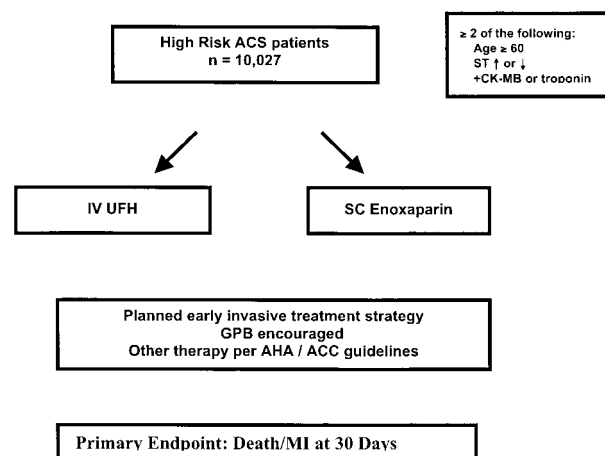 High Risk ACS patients
n = 10,027
≥ 2 of the following:
Age ≥ 60
ST ↑ or ↓
+CK-MB or troponin
IV UFH
SC Enoxaparin
Planned early invasive treatment strategy
GPB encouraged
Other therapy per AHA / ACC guidelines
Primary Endpoint: Death/MI at 30 Days